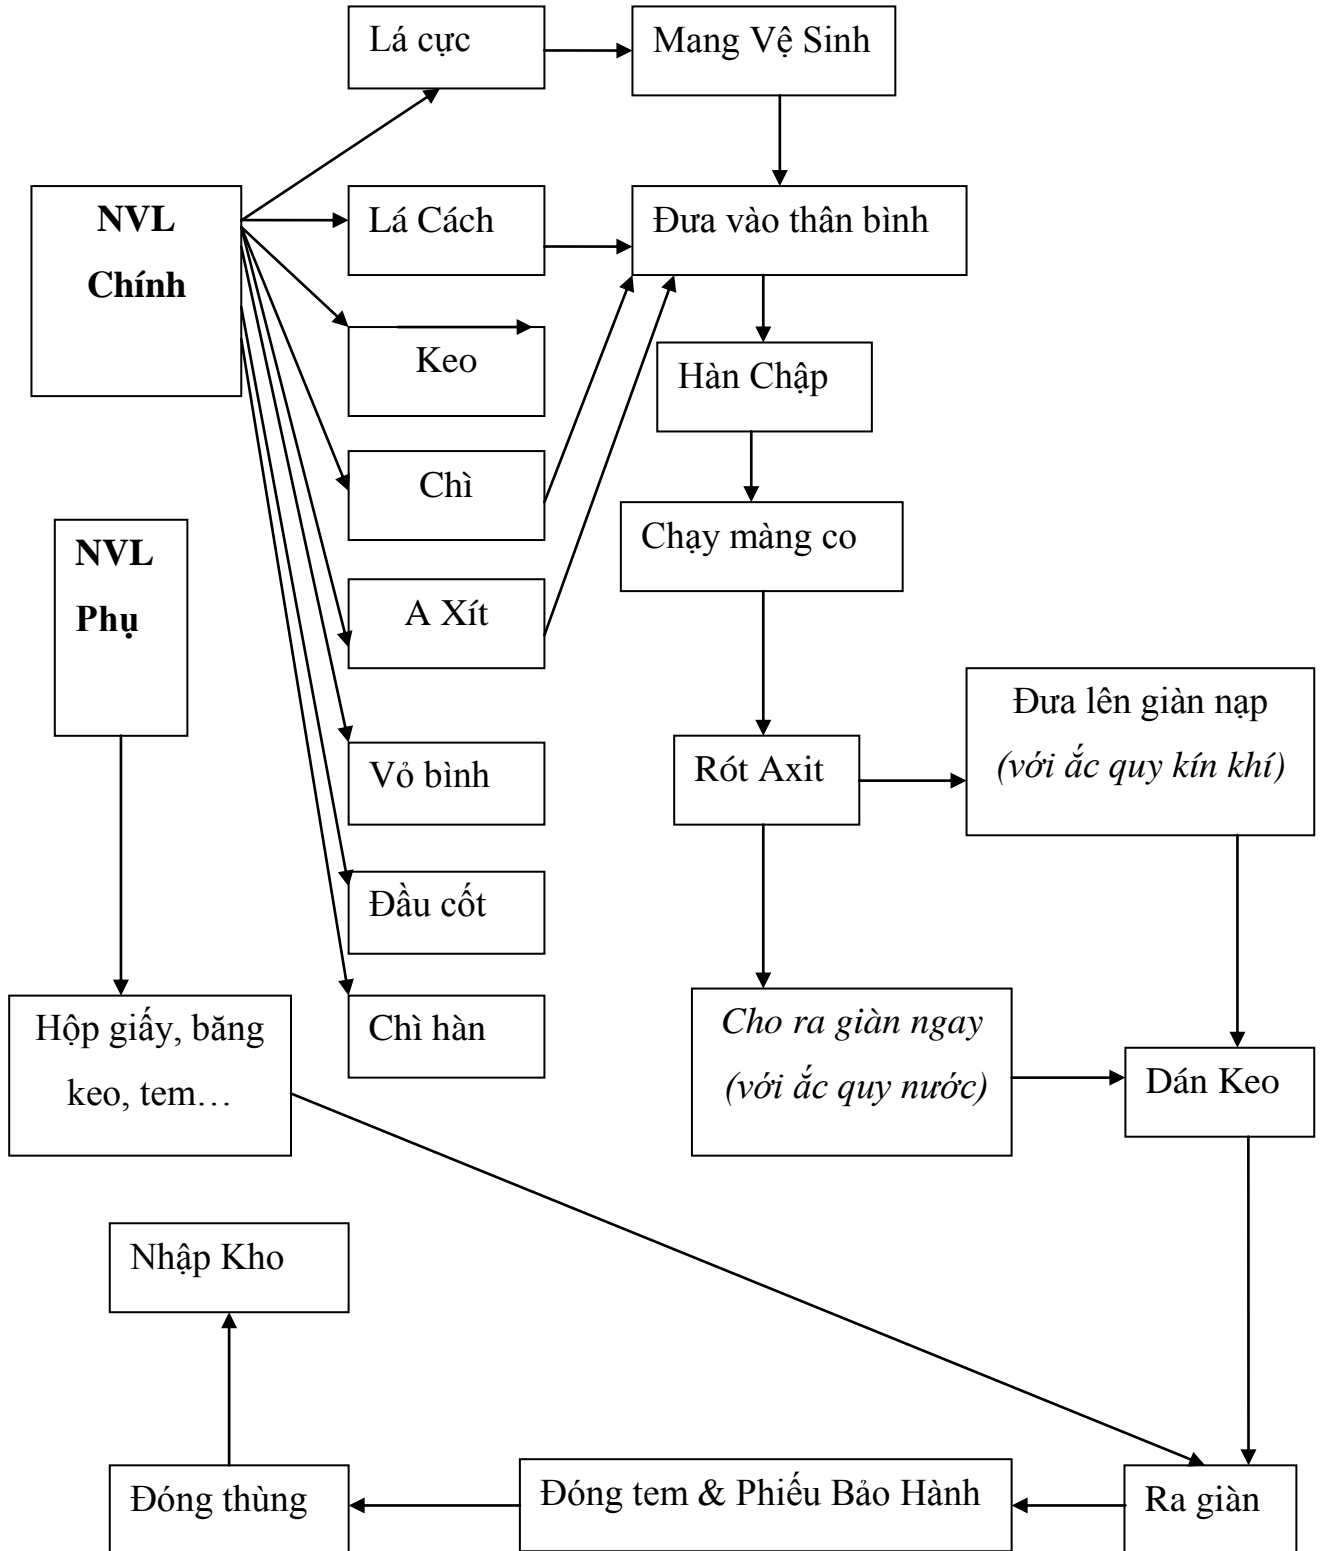 Lá cực
Mang Vệ Sinh
NVL
Chính
Lá Cách
Đưa vào thân bình
Keo
Hàn Chập
Chì
Chạy màng co
NVL
Phụ
A Xít
Đưa lên giàn nạp
(với ắc quy kín khí)
Vỏ bình
Rót Axit
Đầu cốt
Hộp giấy, băng
keo, tem…
Chì hàn
Cho ra giàn ngay
(với ắc quy nước)
Dán Keo
Nhập Kho
Đóng thùng
Đóng tem & Phiếu Bảo Hành
Ra giàn